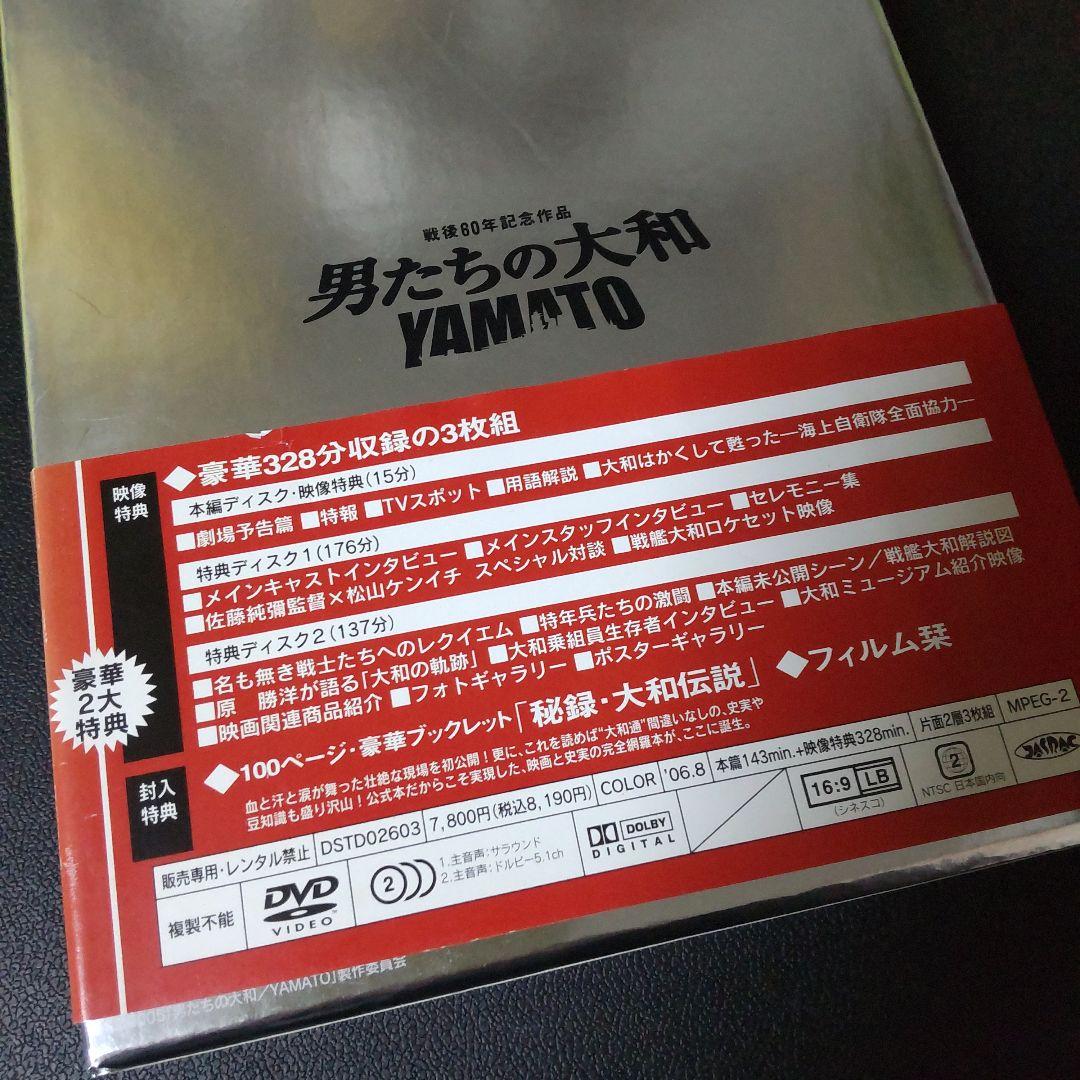 戦後60年記念作品
男たちの大和
YAMATO
映像特典
◆豪華328分収録の3枚組
本編ディスク・映像特典(15分)
■劇場予告篇 ■特報 ■TVスポット ■用語解説 ■大和はかくして甦った―海上自衛隊全面協力―
特典ディスク1(176分)
■メインキャストインタビュー ■メインスタッフインタビュー ■セレモニー集
■佐藤純彌監督×松山ケンイチ スペシャル対談 ■戦艦大和ロケセット映像
特典ディスク2(137分)
■名も無き戦士たちへのレクイエム ■特年兵たちの激闘 ■本編未公開シーン/戦艦大和解説図
■原 勝洋が語る「大和の軌跡」 ■大和乗組員生存者インタビュー ■大和ミュージアム紹介映像
■映画関連商品紹介 ■フォトギャラリー ■ポスターギャラリー
豪華2大特典
封入特典
◆100ページ・豪華ブックレット「秘録・大和伝説」 ◆フィルム栞
血と汗と涙が舞った壮絶な現場を初公開!更に、これを読めば“大和通”間違いなしの、史実や
豆知識も盛り沢山!公式本だからこそ実現した、映画と史実の完全網羅本が、ここに誕生。
販売専用・レンタル禁止 DSTD02603 7,800円(税込8,190円) COLOR '06.8 本篇143min.+映像特典328min. 片面2層3枚組 MPEG-2
複製不能 DVD VIDEO 2 1.主音声:サラウンド
2.主音声:ドルビー5.1ch
DOLBY DIGITAL
16:9 LB
(シネスコ)
2
NTSC 日本国内向
JASRAC
「男たちの大和/YAMATO」製作委員会